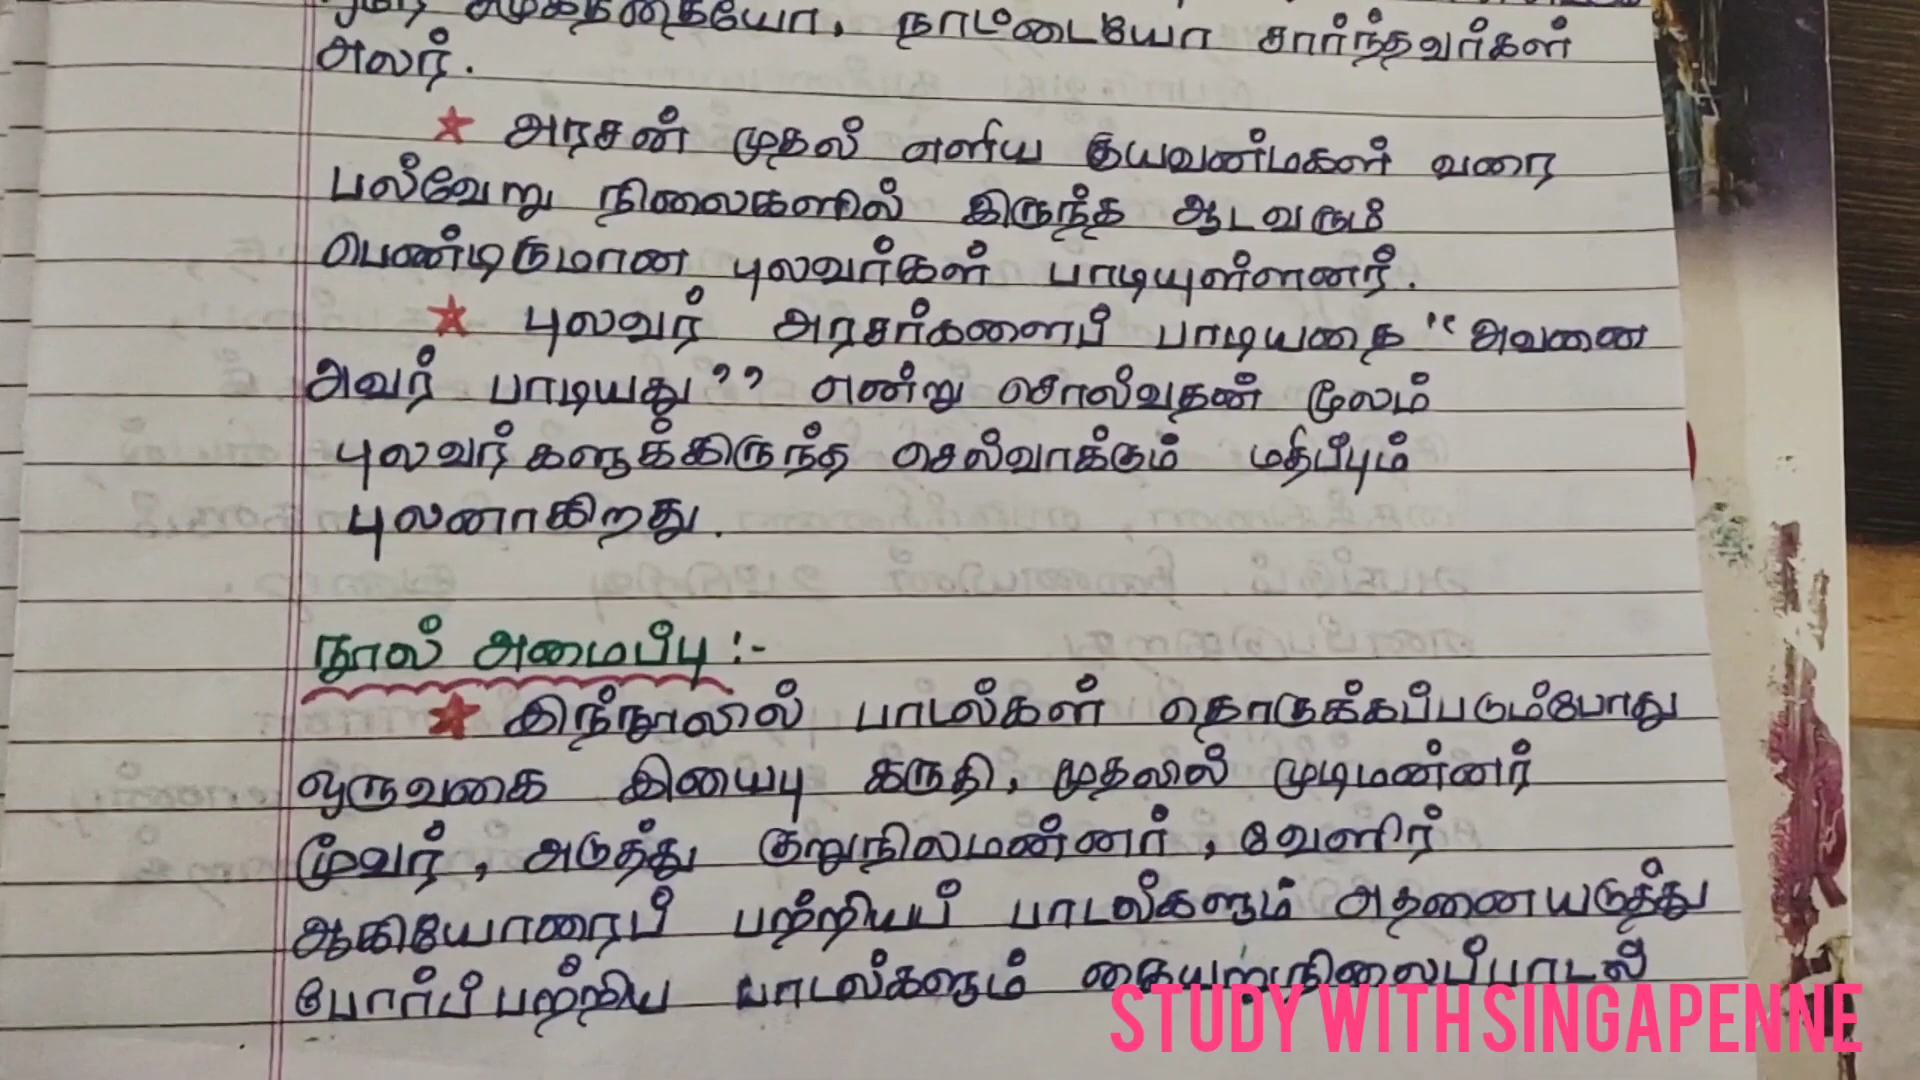 நாட்டையோ சார்ந்தவர்கள்
அலர்.
★ அரசன் முதல் எளிய குயவன்மகள் வரை
பல்வேறு நிலைகளில் இருந்த ஆடவரும்
பெண்டிருமான புலவர்கள் பாடியுள்ளனர்.
★ புலவர் அரசர்களைப் பாடியதை "அவனை
அவர் பாடியது" என்று சொல்வதன் மூலம்
புலவர்களுக்கிருந்த செல்வாக்கும் மதிப்பும்
புலனாகிறது.
நூல் அமைப்பு :-
★ இந்நூலில் பாடல்கள் தொகுக்கப்படும்போது
ஒருவகை இயைபு கருதி, முதலில் முடிமன்னர்
மூவர், அடுத்து குறுநிலமன்னர், வேளிர்
ஆகியோரைப் பற்றியப் பாடல்களும் அதனையடுத்து
போர்ப்பற்றிய பாடல்களும் கையறுநிலைப்பாடல்
STUDY WITH SINGAPENNE